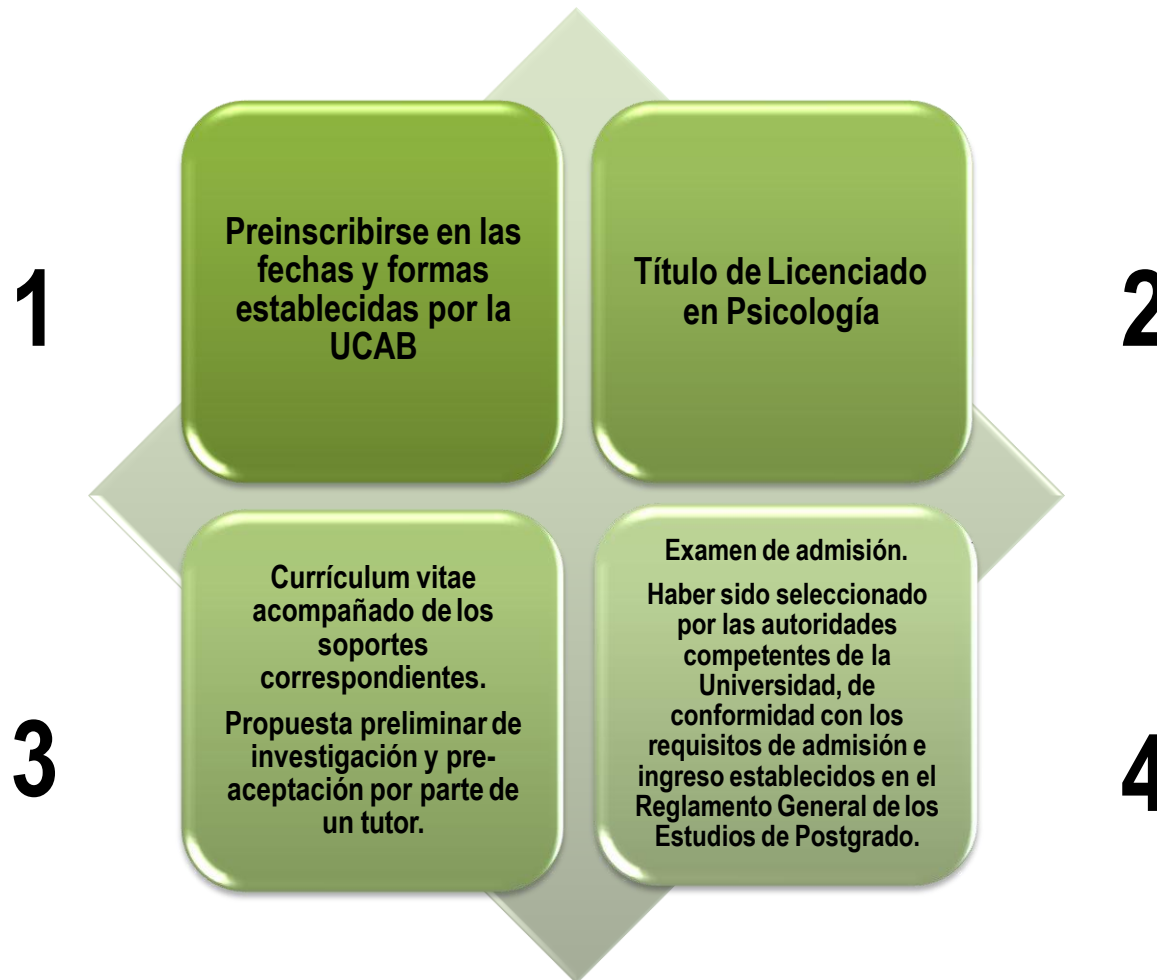 1
Preinscribirse en las
fechas y formas
establecidas por la
UCAB
Título de Licenciado
en Psicología
2
3
Currículum vitae
acompañado de los
soportes
correspondientes.
Propuesta preliminar de
investigación y pre-
aceptación por parte de
un tutor.
Examen de admisión.
Haber sido seleccionado
por las autoridades
competentes de la
Universidad, de
conformidad con los
requisitos de admisión e
ingreso establecidos en el
Reglamento General de los
Estudios de Postgrado.
4